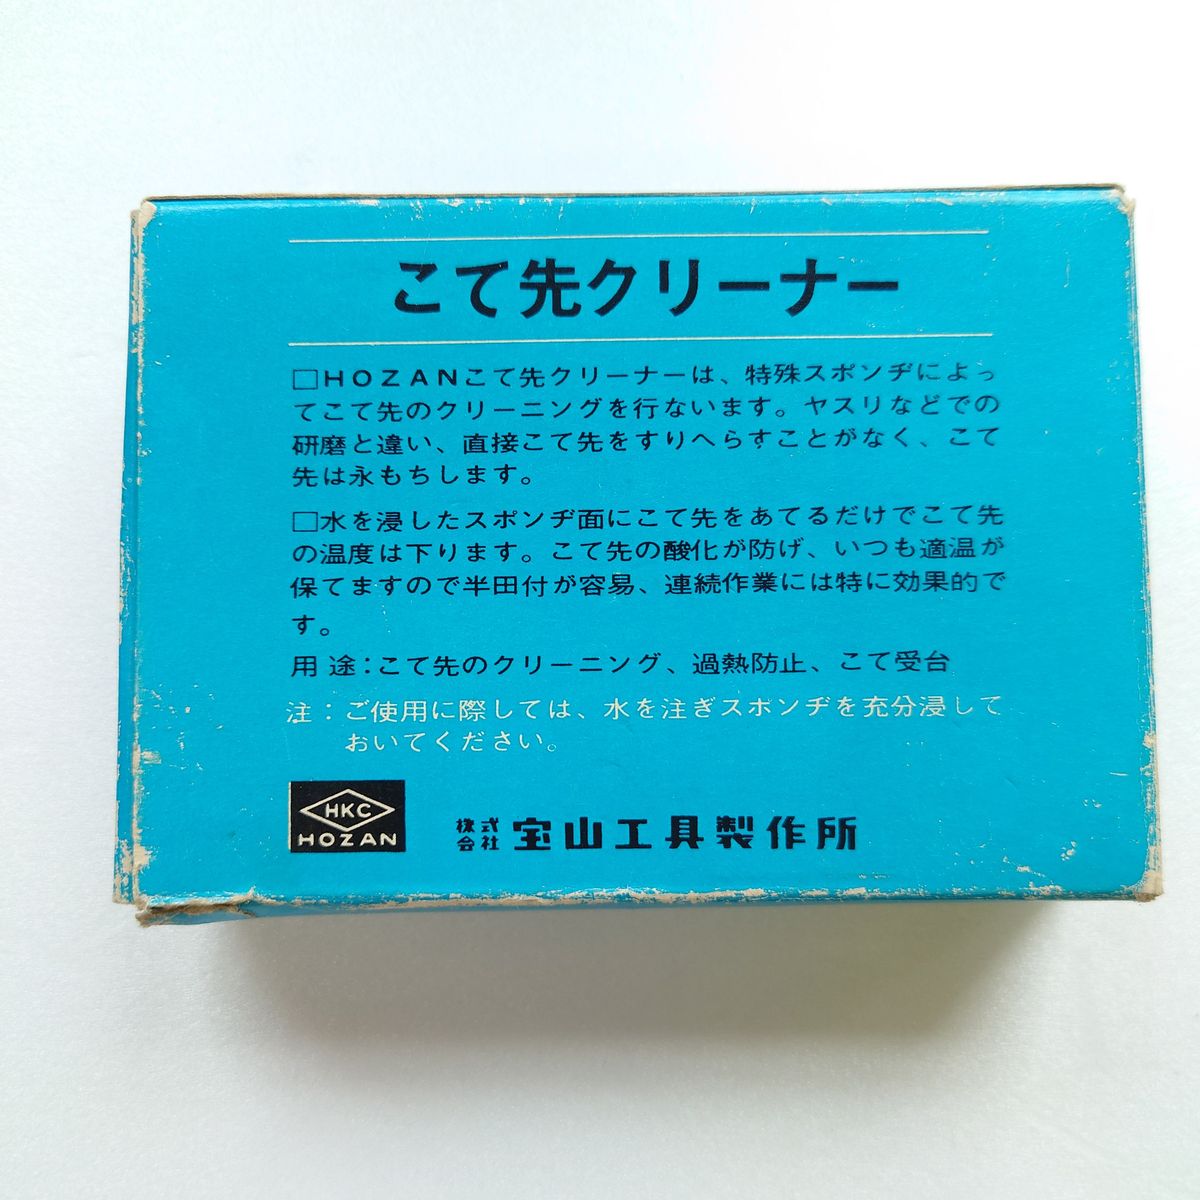 こて先クリーナー
□HOZANこて先クリーナーは、特殊スポンヂによっ
てこて先のクリーニングを行ないます。ヤスリなどでの
研磨と違い、直接こて先をすりへらすことがなく、こて
先は永もちします。
□水を浸したスポンヂ面にこて先をあてるだけでこて先
の温度は下ります。こて先の酸化が防げ、いつも適温が
保てますので半田付が容易、連続作業には特に効果的で
す。
用途：こて先のクリーニング、過熱防止、こて受台
注：ご使用に際しては、水を注ぎスポンヂを充分浸して
おいてください。
HKC
HOZAN
株式会社 宝山工具製作所